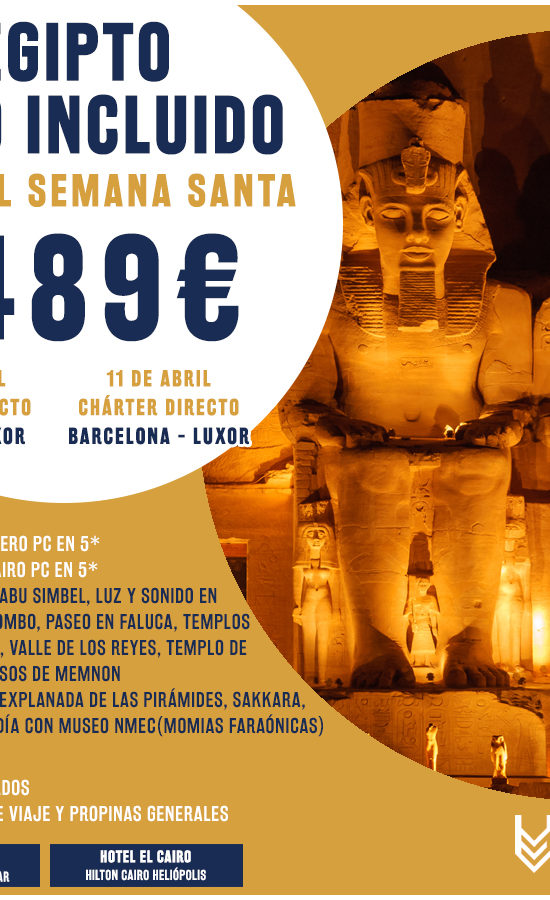 EGIPTO
O INCLUIDO
L SEMANA SANTA
489€
L
CTO
XOR
11 DE ABRIL
CHÁRTER DIRECTO
BARCELONA - LUXOR
ERO PC EN 5*
AIRO PC EN 5*
ABU SIMBEL, LUZ Y SONIDO EN
OMBO, PASEO EN FALUCA, TEMPLOS
, VALLE DE LOS REYES, TEMPLO DE
SOS DE MEMNON
EXPLANADA DE LAS PIRÁMIDES, SAKKARA,
DÍA CON MUSEO NMEC(MOMIAS FARAÓNICAS)
ADOS
E VIAJE Y PROPINAS GENERALES
AR
HOTEL EL CAIRO
HILTON CAIRO HELIÓPOLIS